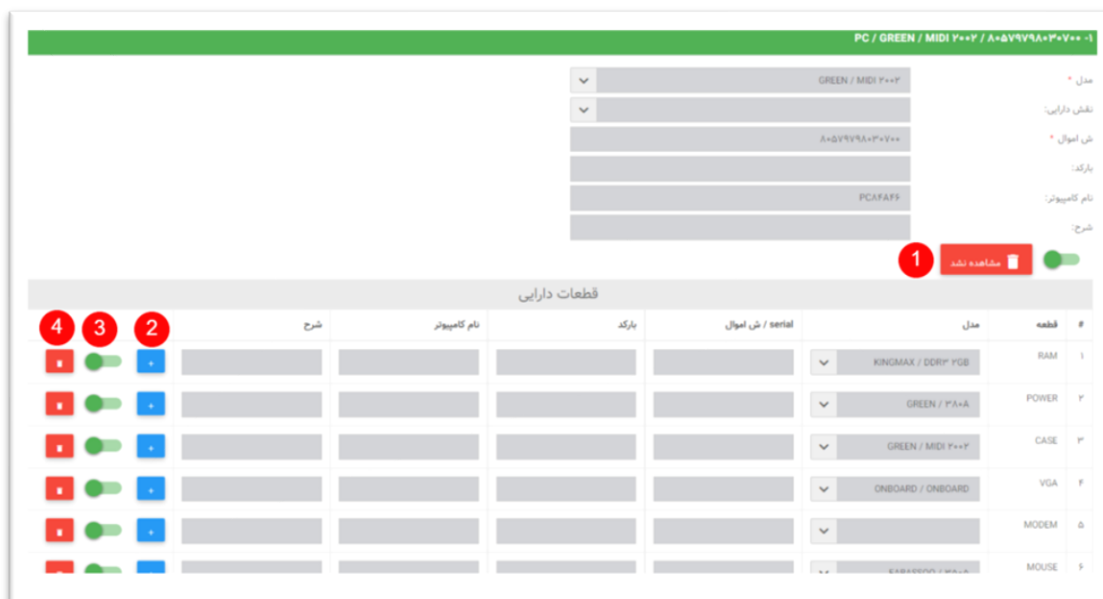 ۱- PC / GREEN / MIDI ۲۰۰۲ / ۸۰۵۷۹۷۹۸۰۳۰۷۰۰
مدل * GREEN / MIDI ۲۰۰۲
نقش دارایی:
ش اموال * ۸۰۵۷۹۷۹۸۰۳۰۷۰۰
بارکد:
نام کامپیوتر:
شرح:
مشاهده نشد 1
قطعات دارایی
# قطعه مدل serial / ش اموال بارکد نام کامپیوتر شرح 2 3 4
۱ RAM KINGMAX / DDR۳ ۲GB
۲ POWER GREEN / ۳۸۰A
۳ CASE GREEN / MIDI ۲۰۰۲
۴ VGA ONBOARD / ONBOARD
۵ MODEM
۶ MOUSE